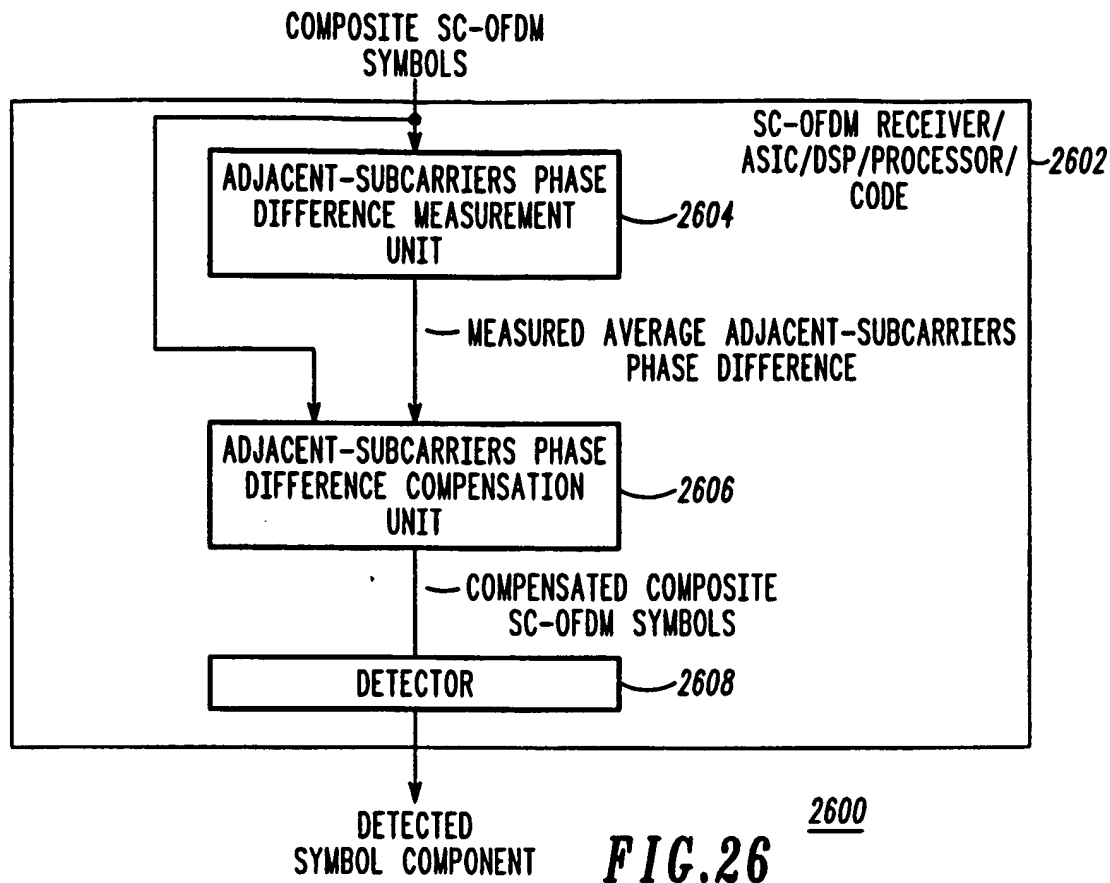 COMPOSITE SC-OFDM
SYMBOLS
SC-OFDM RECEIVER/
ASIC/DSP/PROCESSOR/
CODE
2602
ADJACENT-SUBCARRIERS PHASE
DIFFERENCE MEASUREMENT
UNIT
2604
MEASURED AVERAGE ADJACENT-SUBCARRIERS
PHASE DIFFERENCE
ADJACENT-SUBCARRIERS PHASE
DIFFERENCE COMPENSATION
UNIT
2606
COMPENSATED COMPOSITE
SC-OFDM SYMBOLS
DETECTOR
2608
DETECTED
SYMBOL COMPONENT
2600
FIG.26